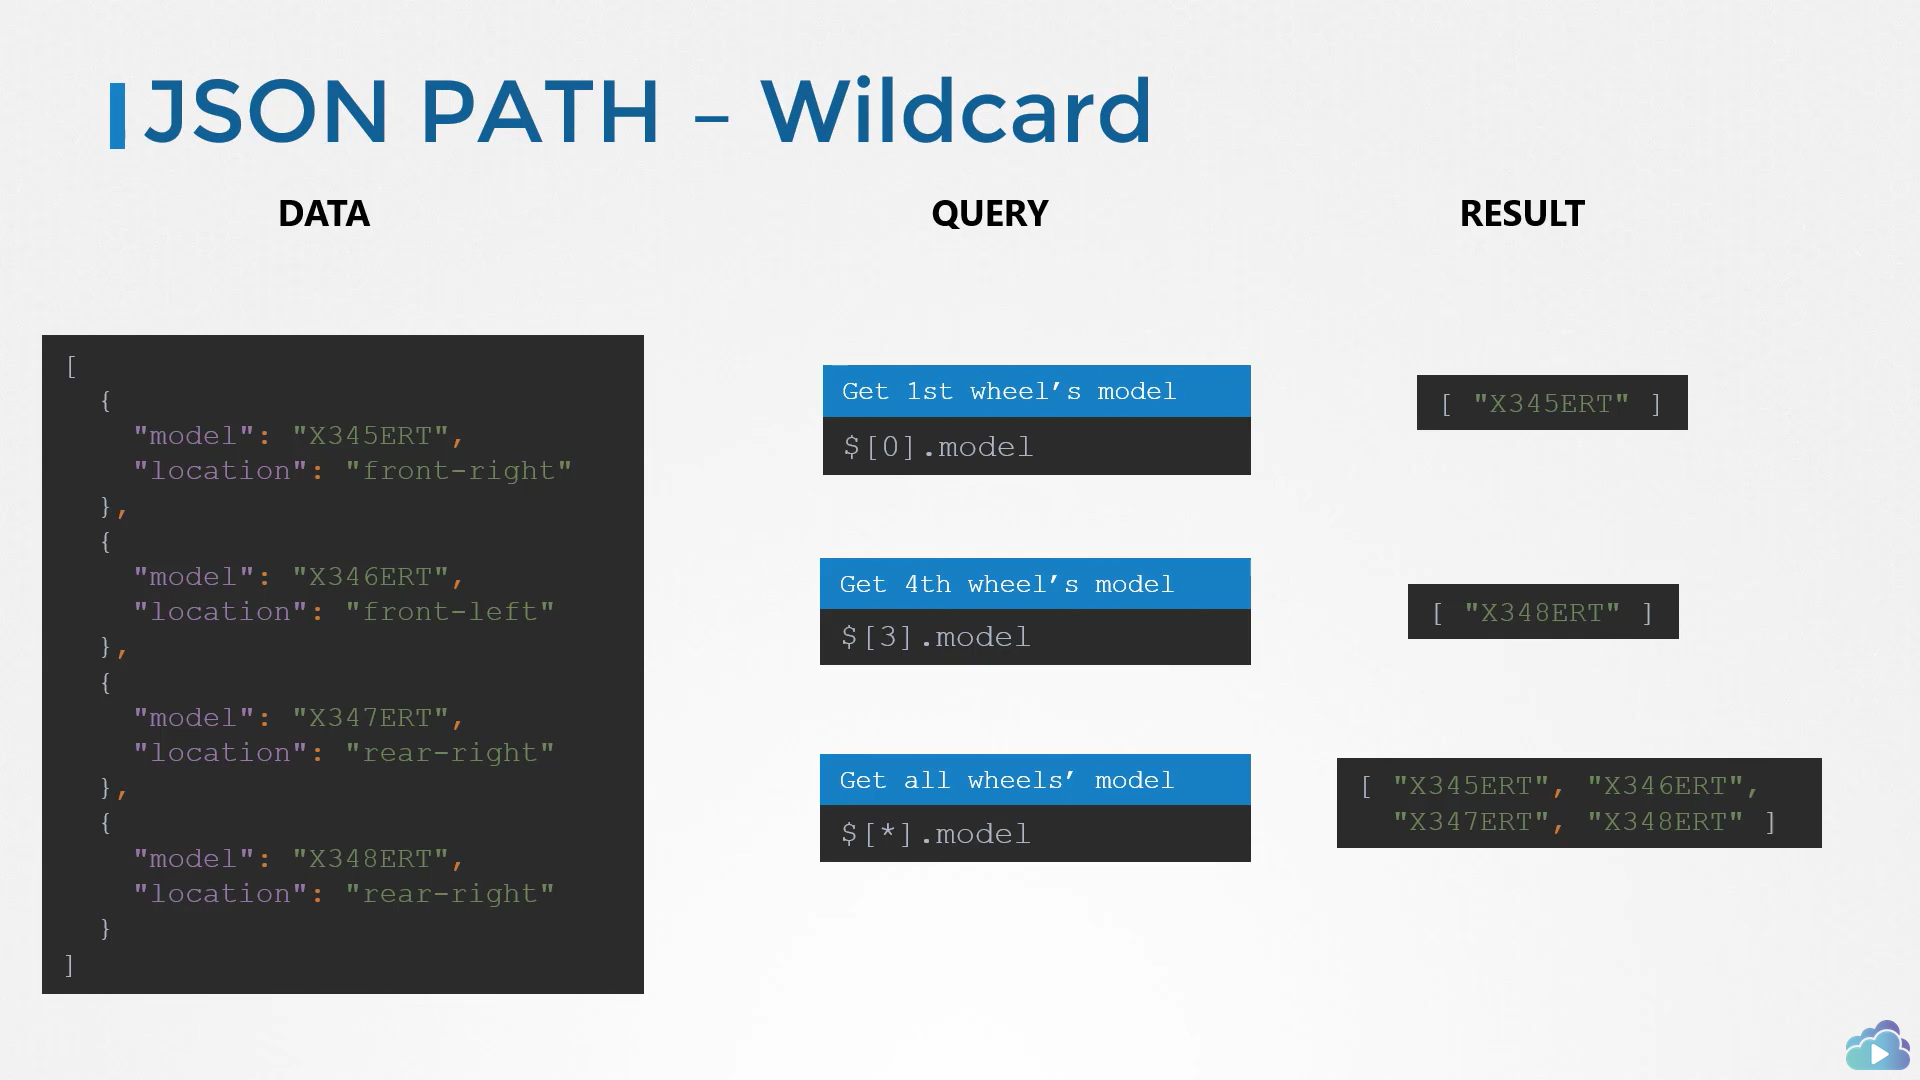 JSON PATH – Wildcard
DATA
QUERY
RESULT
[
{
"model": "X345ERT",
"location": "front-right"
},
{
"model": "X346ERT",
"location": "front-left"
},
{
"model": "X347ERT",
"location": "rear-right"
},
{
"model": "X348ERT",
"location": "rear-right"
}
]
Get 1st wheel’s model
$[0].model
[ "X345ERT" ]
Get 4th wheel’s model
$[3].model
[ "X348ERT" ]
Get all wheels’ model
$[*].model
[ "X345ERT", "X346ERT",
"X347ERT", "X348ERT" ]